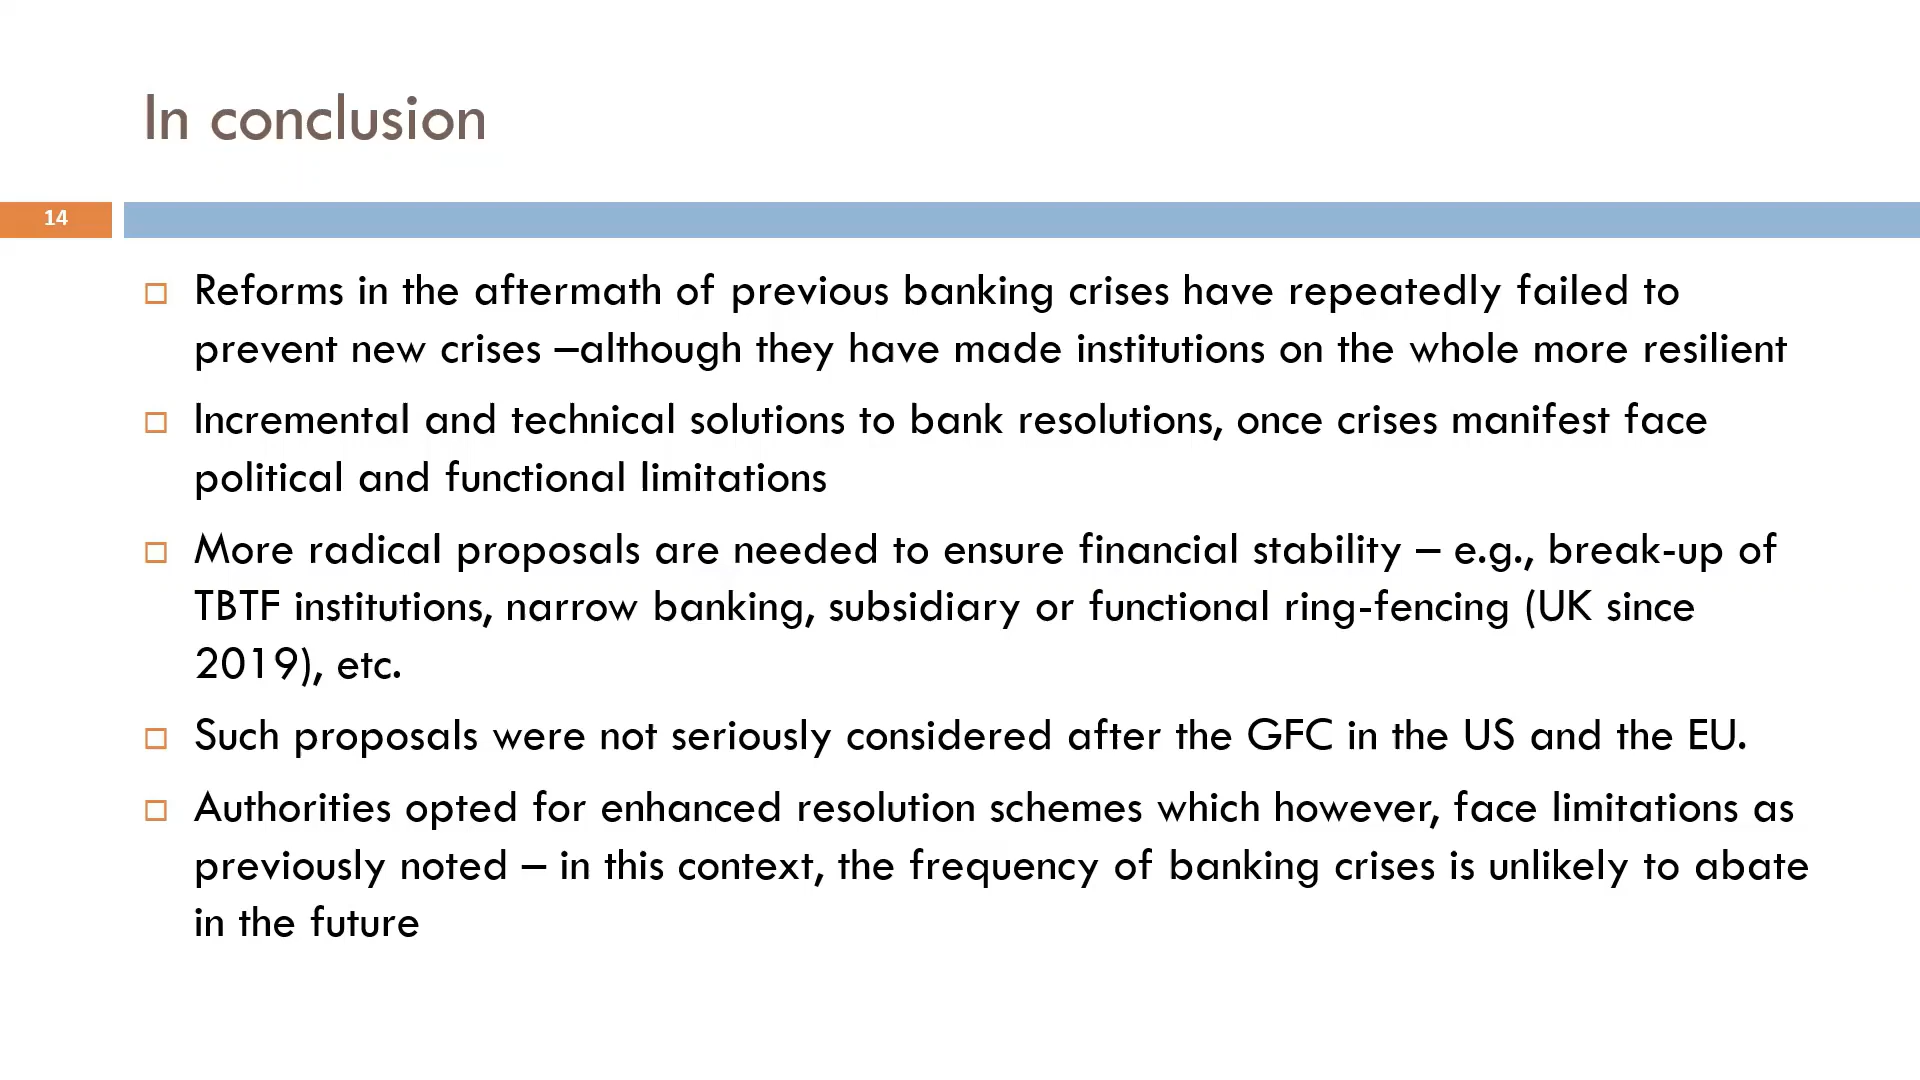 In conclusion
14
Reforms in the aftermath of previous banking crises have repeatedly failed to
prevent new crises –although they have made institutions on the whole more resilient
Incremental and technical solutions to bank resolutions, once crises manifest face
political and functional limitations
More radical proposals are needed to ensure financial stability – e.g., break-up of
TBTF institutions, narrow banking, subsidiary or functional ring-fencing (UK since
2019), etc.
Such proposals were not seriously considered after the GFC in the US and the EU.
Authorities opted for enhanced resolution schemes which however, face limitations as
previously noted – in this context, the frequency of banking crises is unlikely to abate
in the future